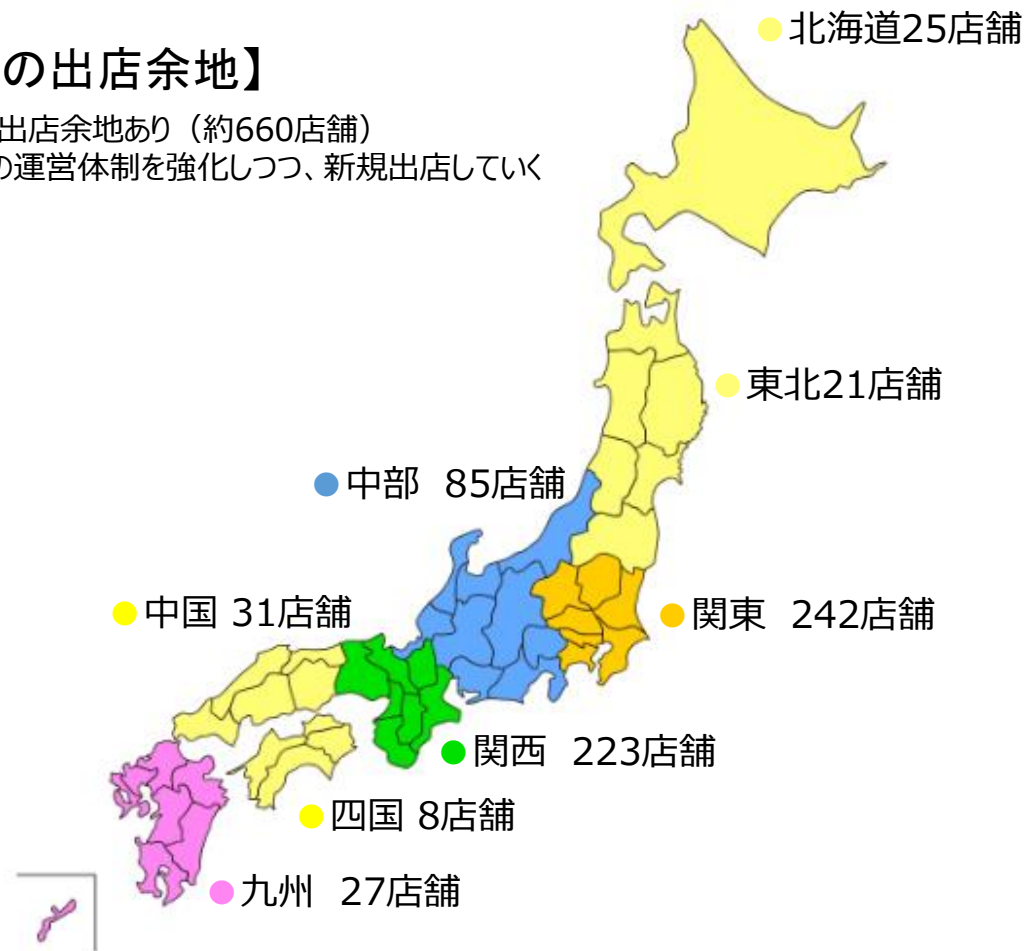 の出店余地】
出店余地あり（約660店舗）
の運営体制を強化しつつ、新規出店していく
北海道25店舗
東北21店舗
中部 85店舗
中国 31店舗
関東 242店舗
関西 223店舗
四国 8店舗
九州 27店舗